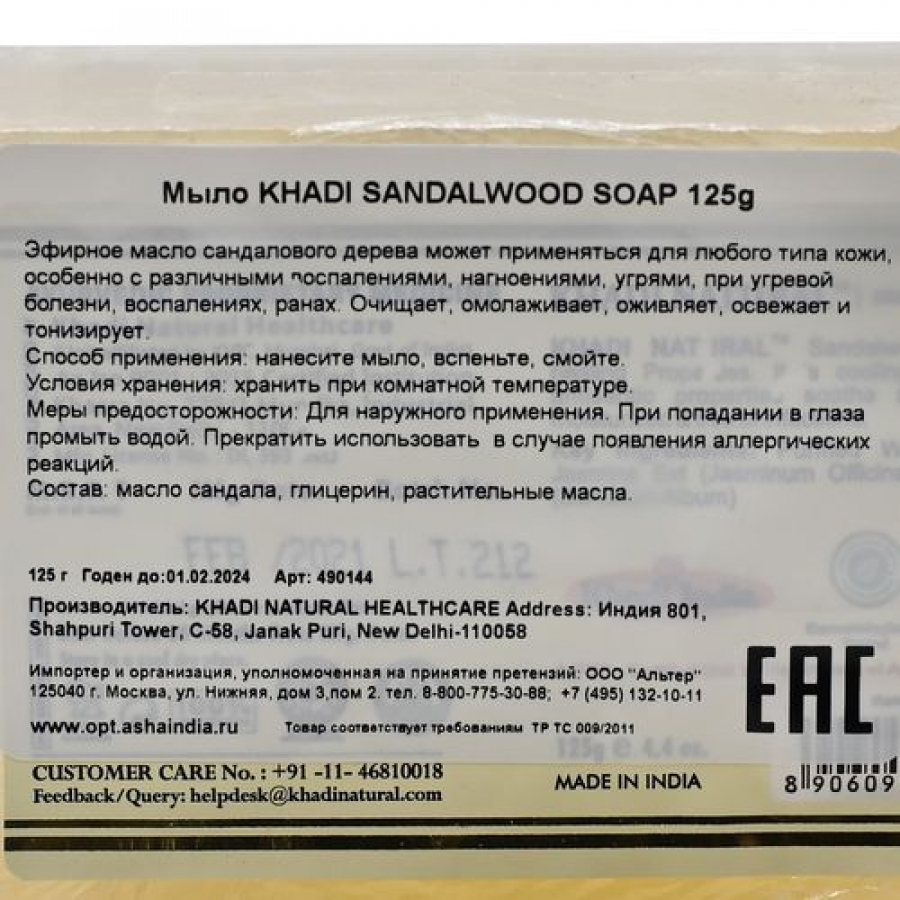 Мыло KHADI SANDALWOOD SOAP 125g
Эфирное масло сандалового дерева может применяться для любого типа кожи,
особенно с различными воспалениями, нагноениями, угрями, при угревой
болезни, воспалениях, ранах. Очищает, омолаживает, оживляет, освежает и
тонизирует.
Способ применения: нанесите мыло, вспеньте, смойте.
Условия хранения: хранить при комнатной температуре.
Меры предосторожности: Для наружного применения. При попадании в глаза
промыть водой. Прекратить использовать в случае появления аллергических
реакций.
Состав: масло сандала, глицерин, растительные масла.
FEB /2021 L.T.212
125 г Годен до:01.02.2024 Арт: 490144
Производитель: KHADI NATURAL HEALTHCARE Address: Индия 801,
Shahpuri Tower, C-58, Janak Puri, New Delhi-110058
Импортер и организация, уполномоченная на принятие претензий: ООО "Альтер"
125040 г. Москва, ул. Нижняя, дом 3,пом 2. тел. 8-800-775-30-88; +7 (495) 132-10-11
www.opt.ashaindia.ru Товар соответствует требованиям ТР ТС 009/2011
EAC
125g e 4.4 oz.
CUSTOMER CARE No. : +91 -11- 46810018
Feedback/Query: helpdesk@khadinatural.com
MADE IN INDIA
8 90609